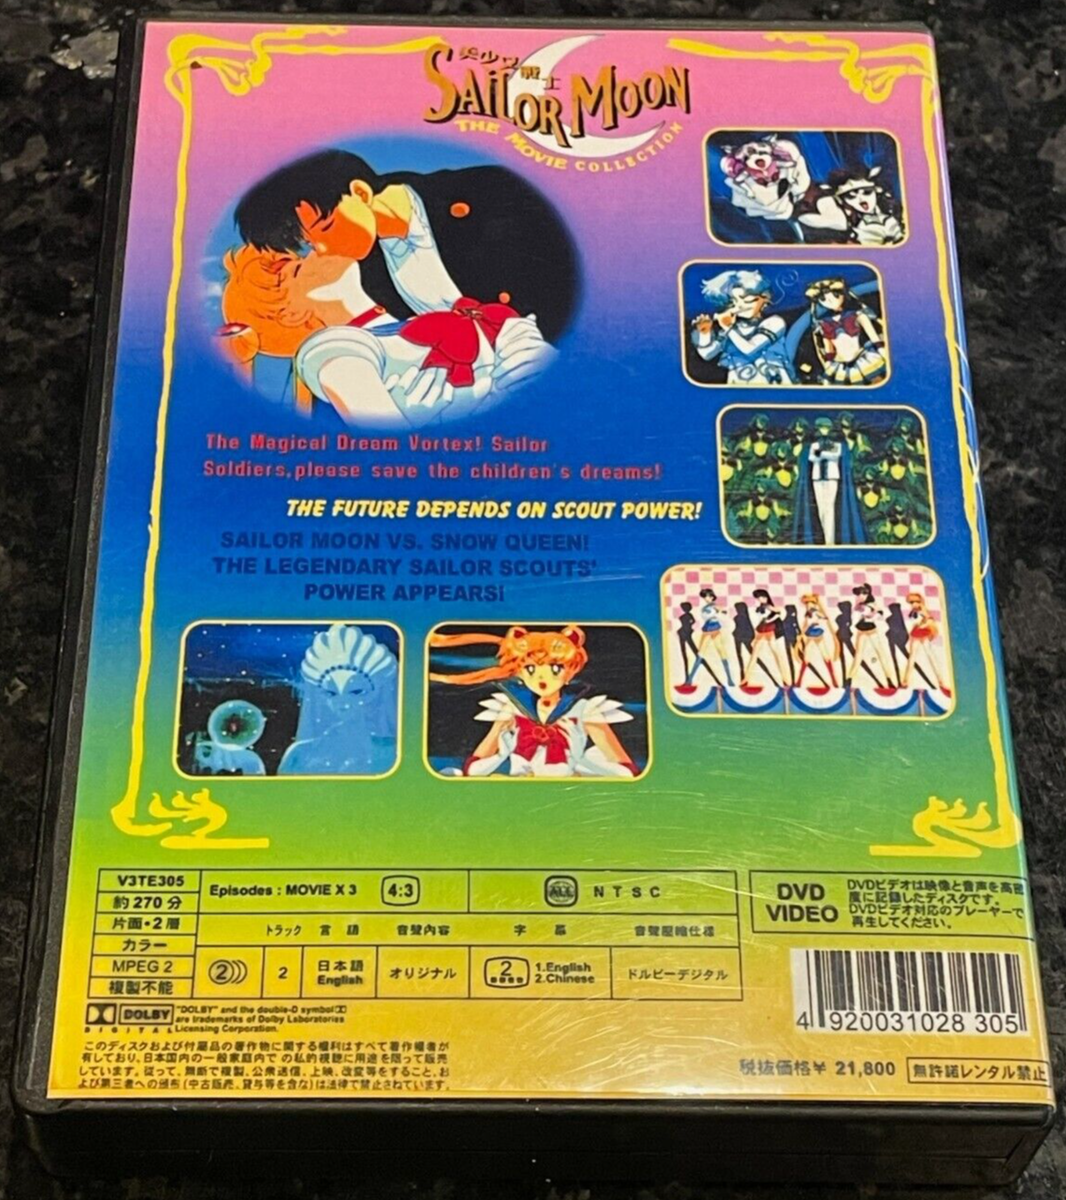 美少女戦士
SAILOR MOON
THE MOVIE COLLECTION
The Magical Dream Vortex! Sailor
Soldiers,please save the children's dreams!
THE FUTURE DEPENDS ON SCOUT POWER!
SAILOR MOON VS. SNOW QUEEN!
THE LEGENDARY SAILOR SCOUTS'
POWER APPEARS!
V3TE305
約270分
片面・2層
カラー
MPEG 2
複製不能
Episodes : MOVIE X 3
4:3
ALL
NTSC
トラック 言語 音聲内容 字幕 音聲壓縮仕様
2
2
日本語
English
オリジナル
2
1.English
2.Chinese
ドルビーデジタル
DVD
VIDEO
DVDビデオは映像と音声を高密
度に記録したディスクです。
DVDビデオ対応のプレーヤーで
再生してください。
DOLBY
DIGITAL
"DOLBY" and the double-D symbol
are trademarks of Dolby Laboratories
Licensing Corporation.
4 920031 028 305
このディスクおよび付属品の著作物に関する権利はすべて著作権者が
有しており、日本国内の一般家庭内での私的視聴に用途を限って販売
しています。従って、無断で複製、公衆送信、上映、改変等をすること、お
よび第三者への頒布(中古販売、貸与等を含む)は法律で禁止されています。
税抜価格¥ 21,800
無許諾レンタル禁止